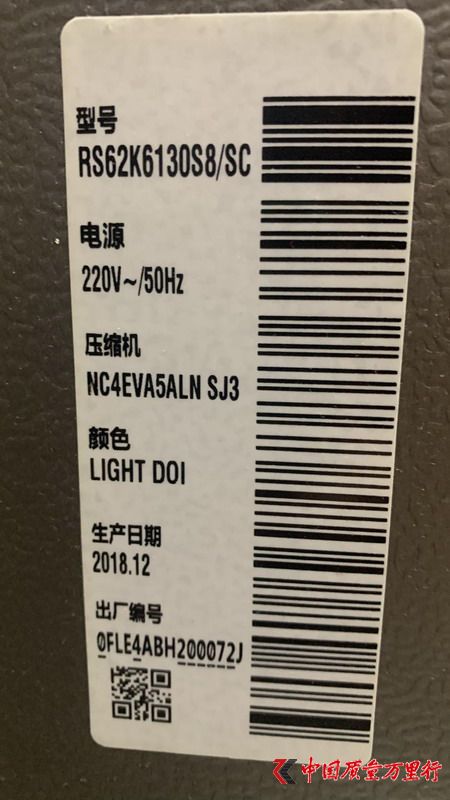 型号
RS62K6130S8/SC
电源
220V~/50Hz
压缩机
NC4EVA5ALN SJ3
颜色
LIGHT DOI
生产日期
2018.12
出厂编号
0FLE4ABH200072J
中国质量万里行